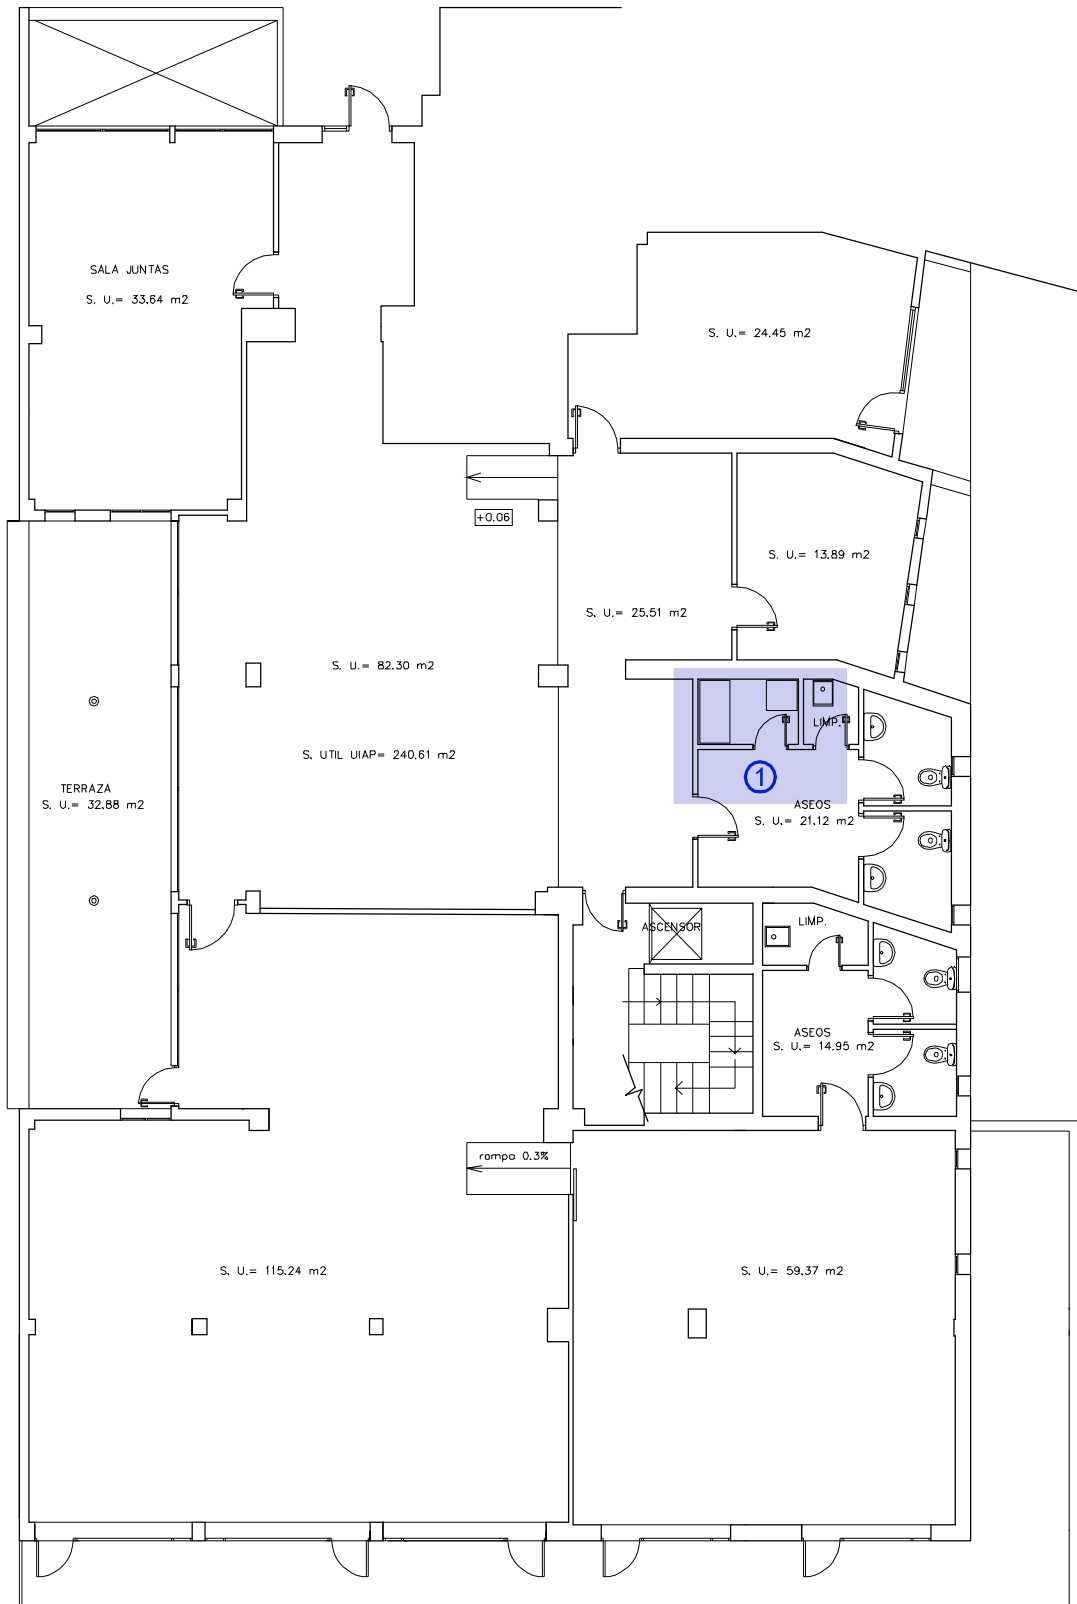 SALA JUNTAS
S. U.= 33.64 m2
S. U.= 24.45 m2
+0.06
S. U.= 13.89 m2
S. U.= 25.51 m2
S. U.= 82.30 m2
LIMP.
S. UTIL UIAP= 240.61 m2
1
TERRAZA
S. U.= 32.88 m2
ASEOS
S. U.= 21.12 m2
ASCENSOR
LIMP.
ASEOS
S. U.= 14.95 m2
rampa 0.3%
S. U.= 115.24 m2
S. U.= 59.37 m2